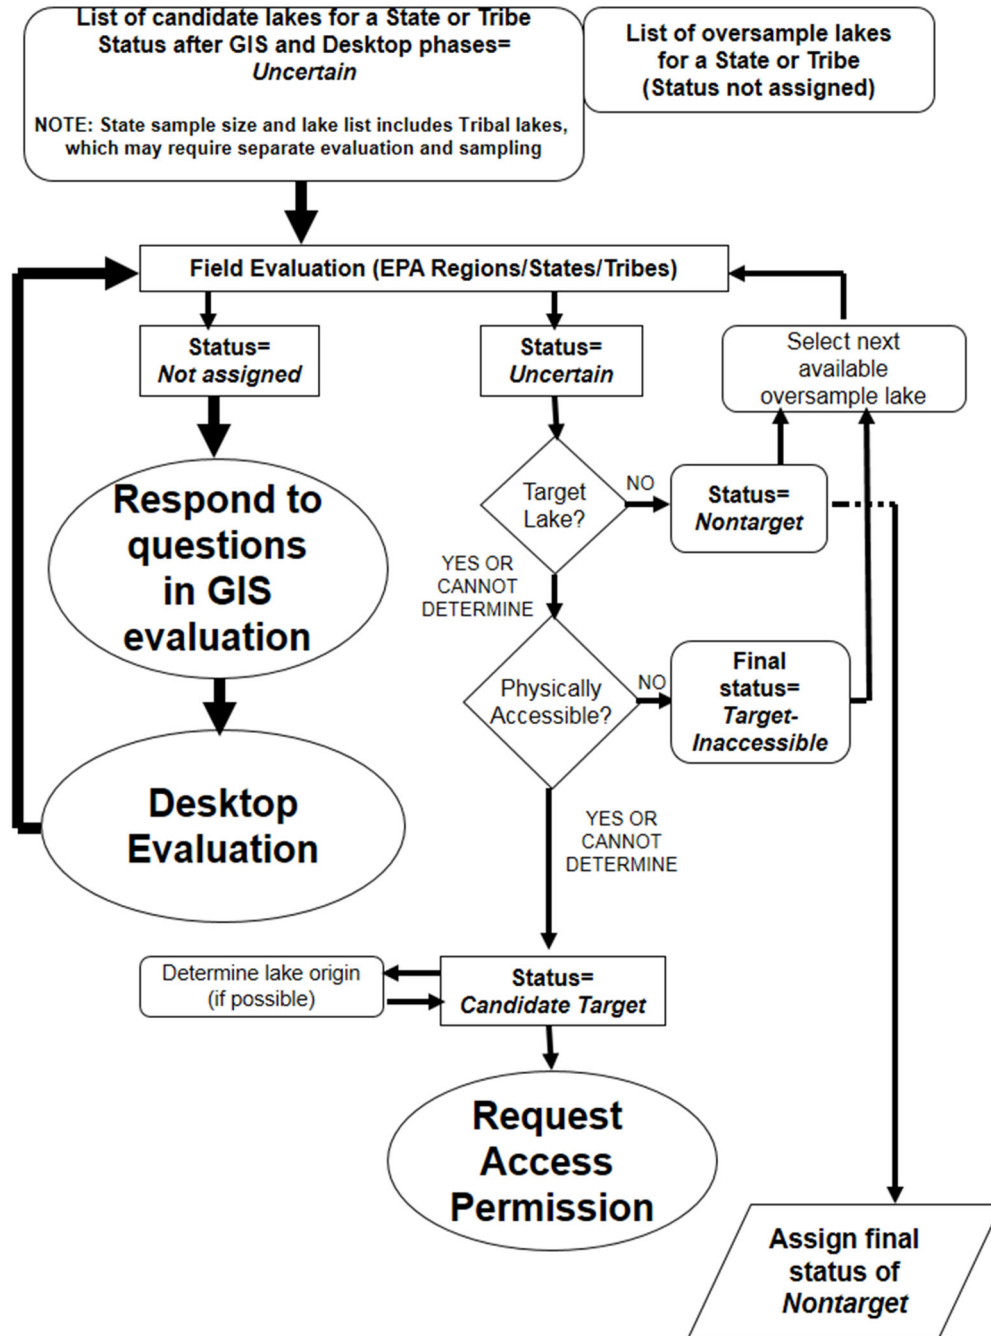 List of candidate lakes for a State or Tribe
Status after GIS and Desktop phases=
Uncertain
NOTE: State sample size and lake list includes Tribal lakes,
which may require separate evaluation and sampling
List of oversample lakes
for a State or Tribe
(Status not assigned)
Field Evaluation (EPA Regions/States/Tribes)
Status=
Not assigned
Status=
Uncertain
Select next
available
oversample lake
Respond to
questions
in GIS
evaluation
Target
Lake?
NO
Status=
Nontarget
YES OR
CANNOT
DETERMINE
Physically
Accessible?
NO
Final
status=
Target-
Inaccessible
Desktop
Evaluation
YES OR
CANNOT
DETERMINE
Determine lake origin
(if possible)
Status=
Candidate Target
Request
Access
Permission
Assign final
status of
Nontarget